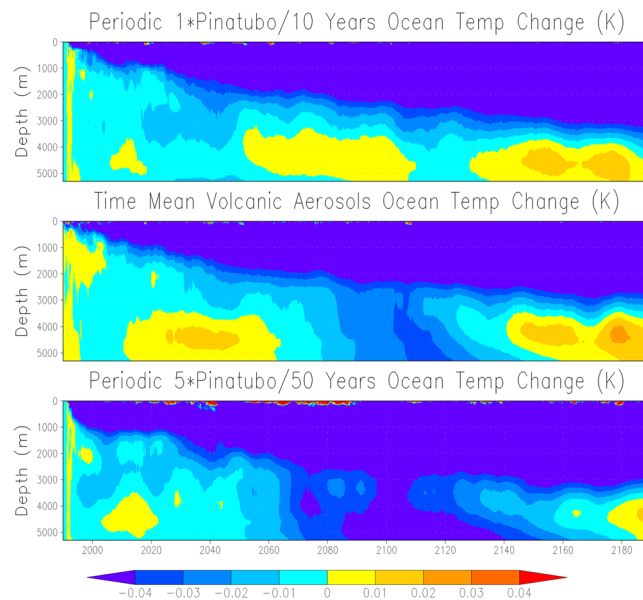 Periodic 1*Pinatubo/10 Years Ocean Temp Change (K)
Depth (m)
0
1000
2000
3000
4000
5000
Time Mean Volcanic Aerosols Ocean Temp Change (K)
Depth (m)
0
1000
2000
3000
4000
5000
Periodic 5*Pinatubo/50 Years Ocean Temp Change (K)
Depth (m)
0
1000
2000
3000
4000
5000
2000 2020 2040 2060 2080 2100 2120 2140 2160 2180
-0.04 -0.03 -0.02 -0.01 0 0.01 0.02 0.03 0.04